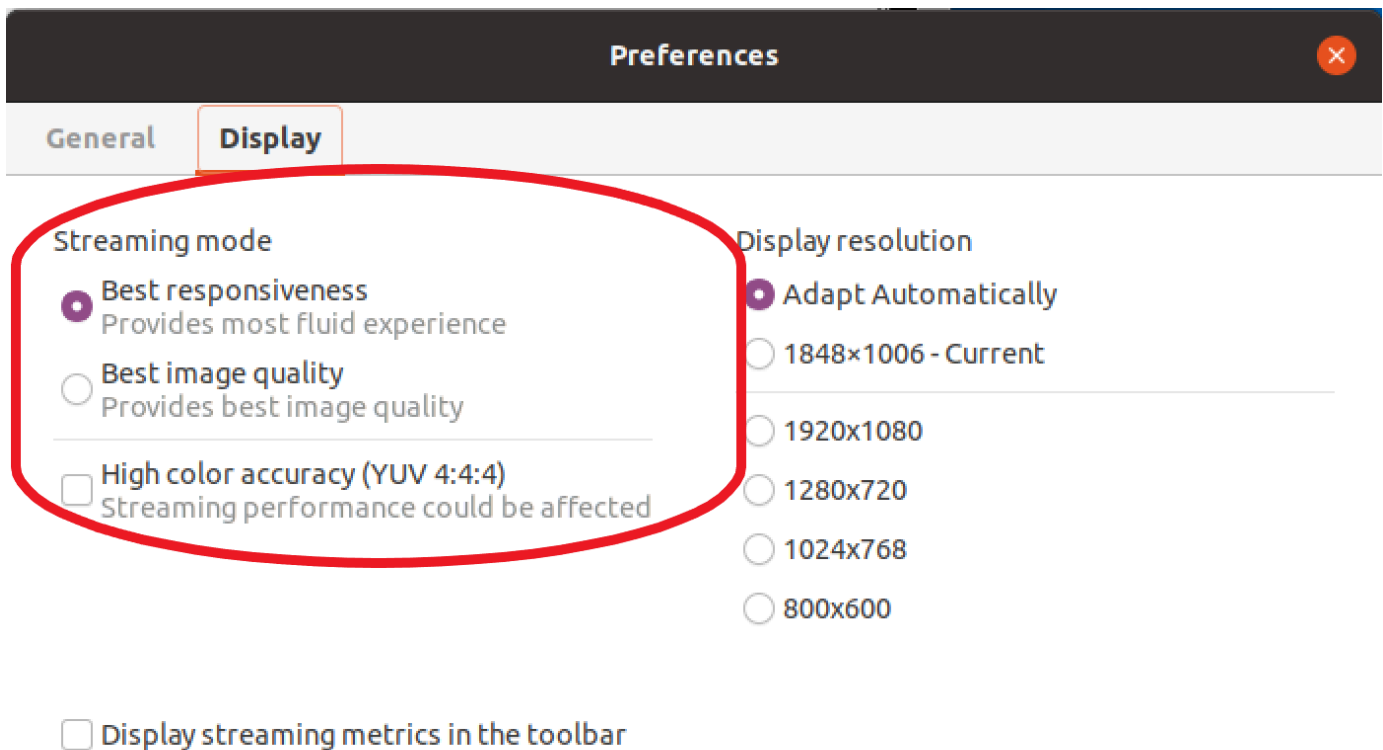 Preferences
General
Display
Streaming mode
Best responsiveness
Provides most fluid experience
Best image quality
Provides best image quality
High color accuracy (YUV 4:4:4)
Streaming performance could be affected
Display resolution
Adapt Automatically
1848×1006 - Current
1920x1080
1280x720
1024x768
800x600
Display streaming metrics in the toolbar